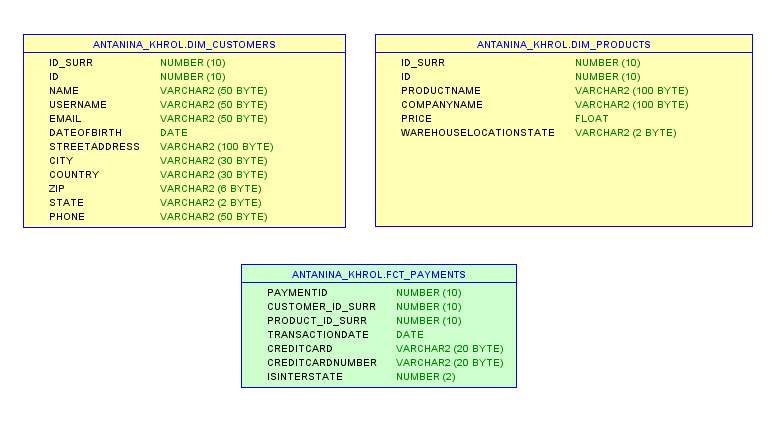 ANTANINA_KHROL.DIM_CUSTOMERS
ID_SURR NUMBER (10)
ID NUMBER (10)
NAME VARCHAR2 (50 BYTE)
USERNAME VARCHAR2 (50 BYTE)
EMAIL VARCHAR2 (50 BYTE)
DATEOFBIRTH DATE
STREETADDRESS VARCHAR2 (100 BYTE)
CITY VARCHAR2 (30 BYTE)
COUNTRY VARCHAR2 (30 BYTE)
ZIP VARCHAR2 (6 BYTE)
STATE VARCHAR2 (2 BYTE)
PHONE VARCHAR2 (50 BYTE)
ANTANINA_KHROL.DIM_PRODUCTS
ID_SURR NUMBER (10)
ID NUMBER (10)
PRODUCTNAME VARCHAR2 (100 BYTE)
COMPANYNAME VARCHAR2 (100 BYTE)
PRICE FLOAT
WAREHOUSELOCATIONSTATE VARCHAR2 (2 BYTE)
ANTANINA_KHROL.FCT_PAYMENTS
PAYMENTID NUMBER (10)
CUSTOMER_ID_SURR NUMBER (10)
PRODUCT_ID_SURR NUMBER (10)
TRANSACTIONDATE DATE
CREDITCARD VARCHAR2 (20 BYTE)
CREDITCARDNUMBER VARCHAR2 (20 BYTE)
ISINTERSTATE NUMBER (2)